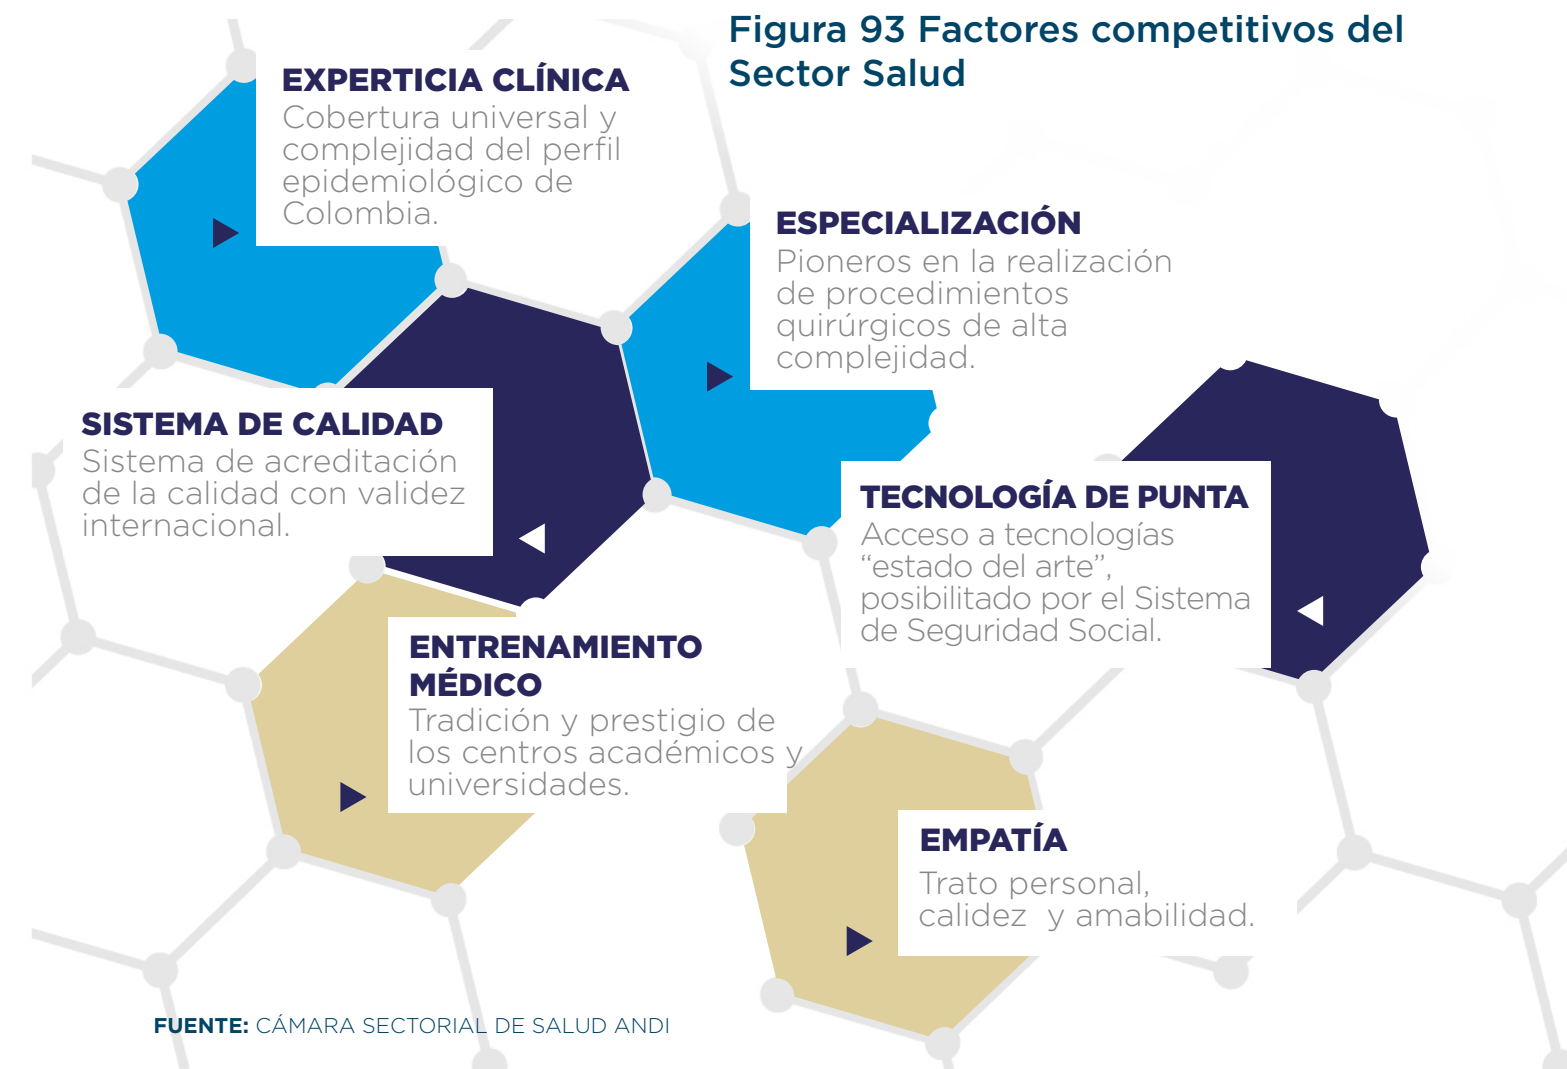 Figura 93 Factores competitivos del
Sector Salud
EXPERTICIA CLÍNICA
Cobertura universal y
complejidad del perfil
epidemiológico de
Colombia.
ESPECIALIZACIÓN
Pioneros en la realización
de procedimientos
quirúrgicos de alta
complejidad.
SISTEMA DE CALIDAD
Sistema de acreditación
de la calidad con validez
internacional.
TECNOLOGÍA DE PUNTA
Acceso a tecnologías
“estado del arte”,
posibilitado por el Sistema
de Seguridad Social.
ENTRENAMIENTO
MÉDICO
Tradición y prestigio de
los centros académicos y
universidades.
EMPATÍA
Trato personal,
calidez y amabilidad.
FUENTE: CÁMARA SECTORIAL DE SALUD ANDI